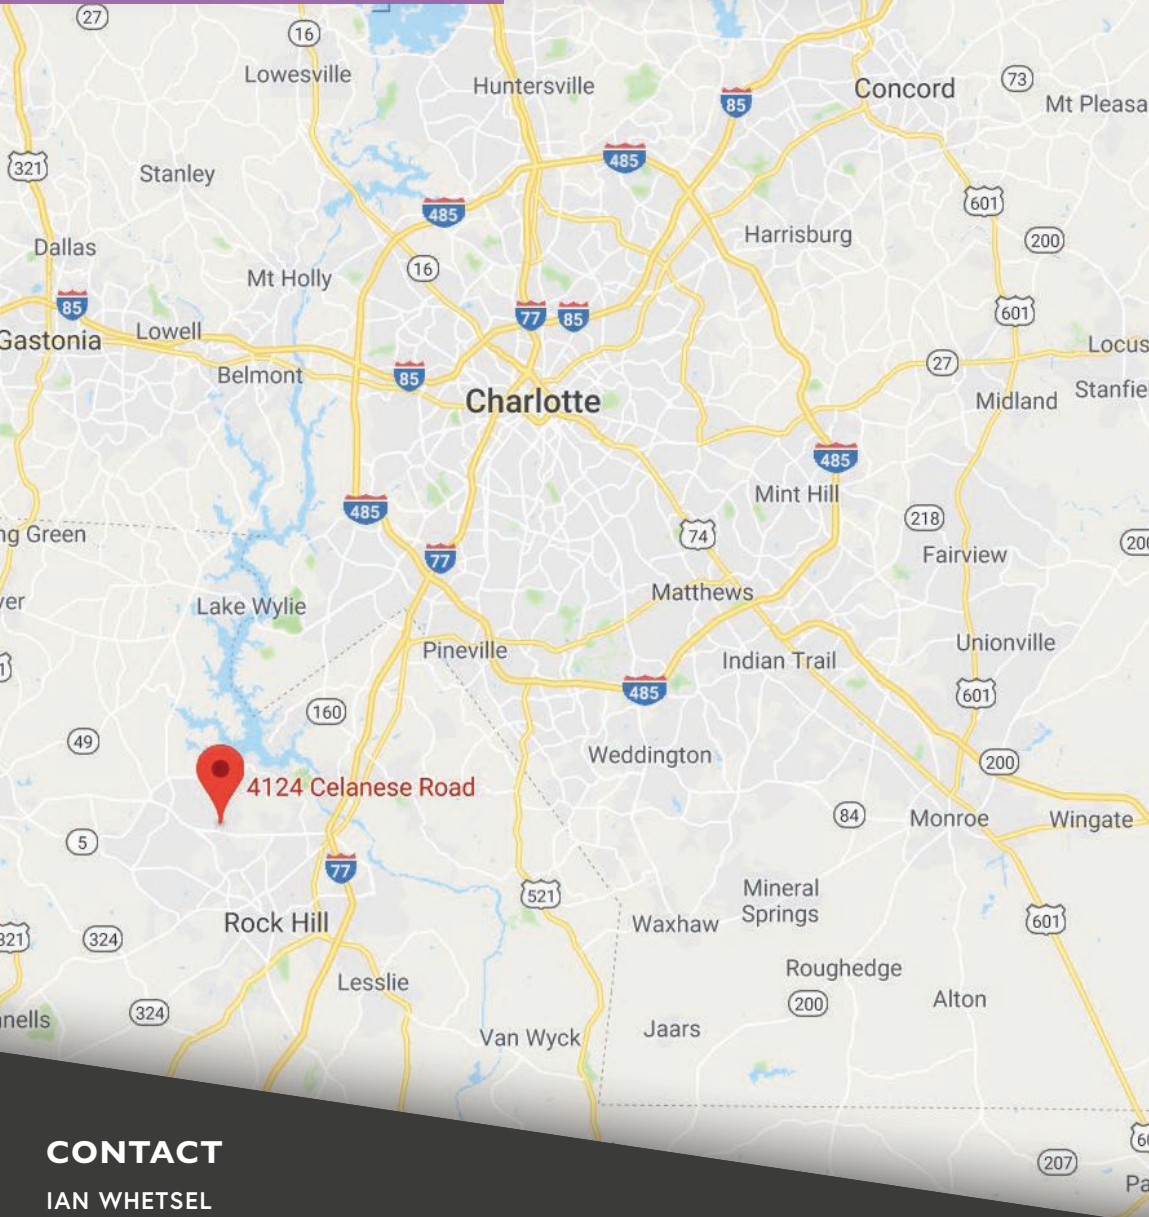 27
16
Lowesville
Huntersville
85
Concord
73
Mt Pleasa
321
Stanley
485
601
Dallas
485
Harrisburg
200
85
Mt Holly
16
77
85
601
Gastonia
Lowell
Belmont
85
27
Locus
Charlotte
Midland
Stanfie
485
Mint Hill
485
218
ng Green
77
74
Fairview
200
ver
Lake Wylie
Matthews
Pineville
Indian Trail
Unionville
1
485
601
160
49
Weddington
200
4124 Celanese Road
5
84
Monroe
Wingate
77
521
Mineral
Springs
Rock Hill
Waxhaw
601
321
324
Lesslie
Roughedge
200
Alton
nells
324
Van Wyck
Jaars
60
207
Pa
CONTACT
IAN WHETSEL